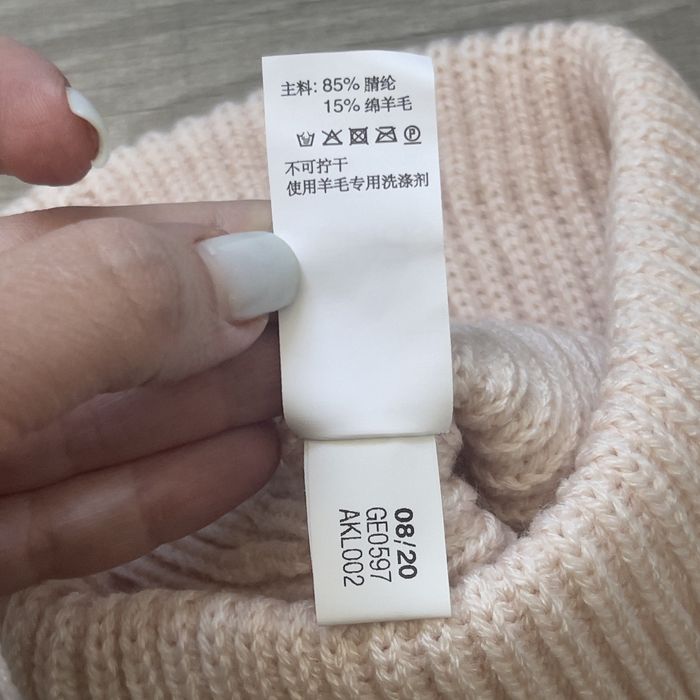 主料: 85% 腈纶
15% 绵羊毛
不可拧干
使用羊毛专用洗涤剂
08/20
GE0597
AKL002